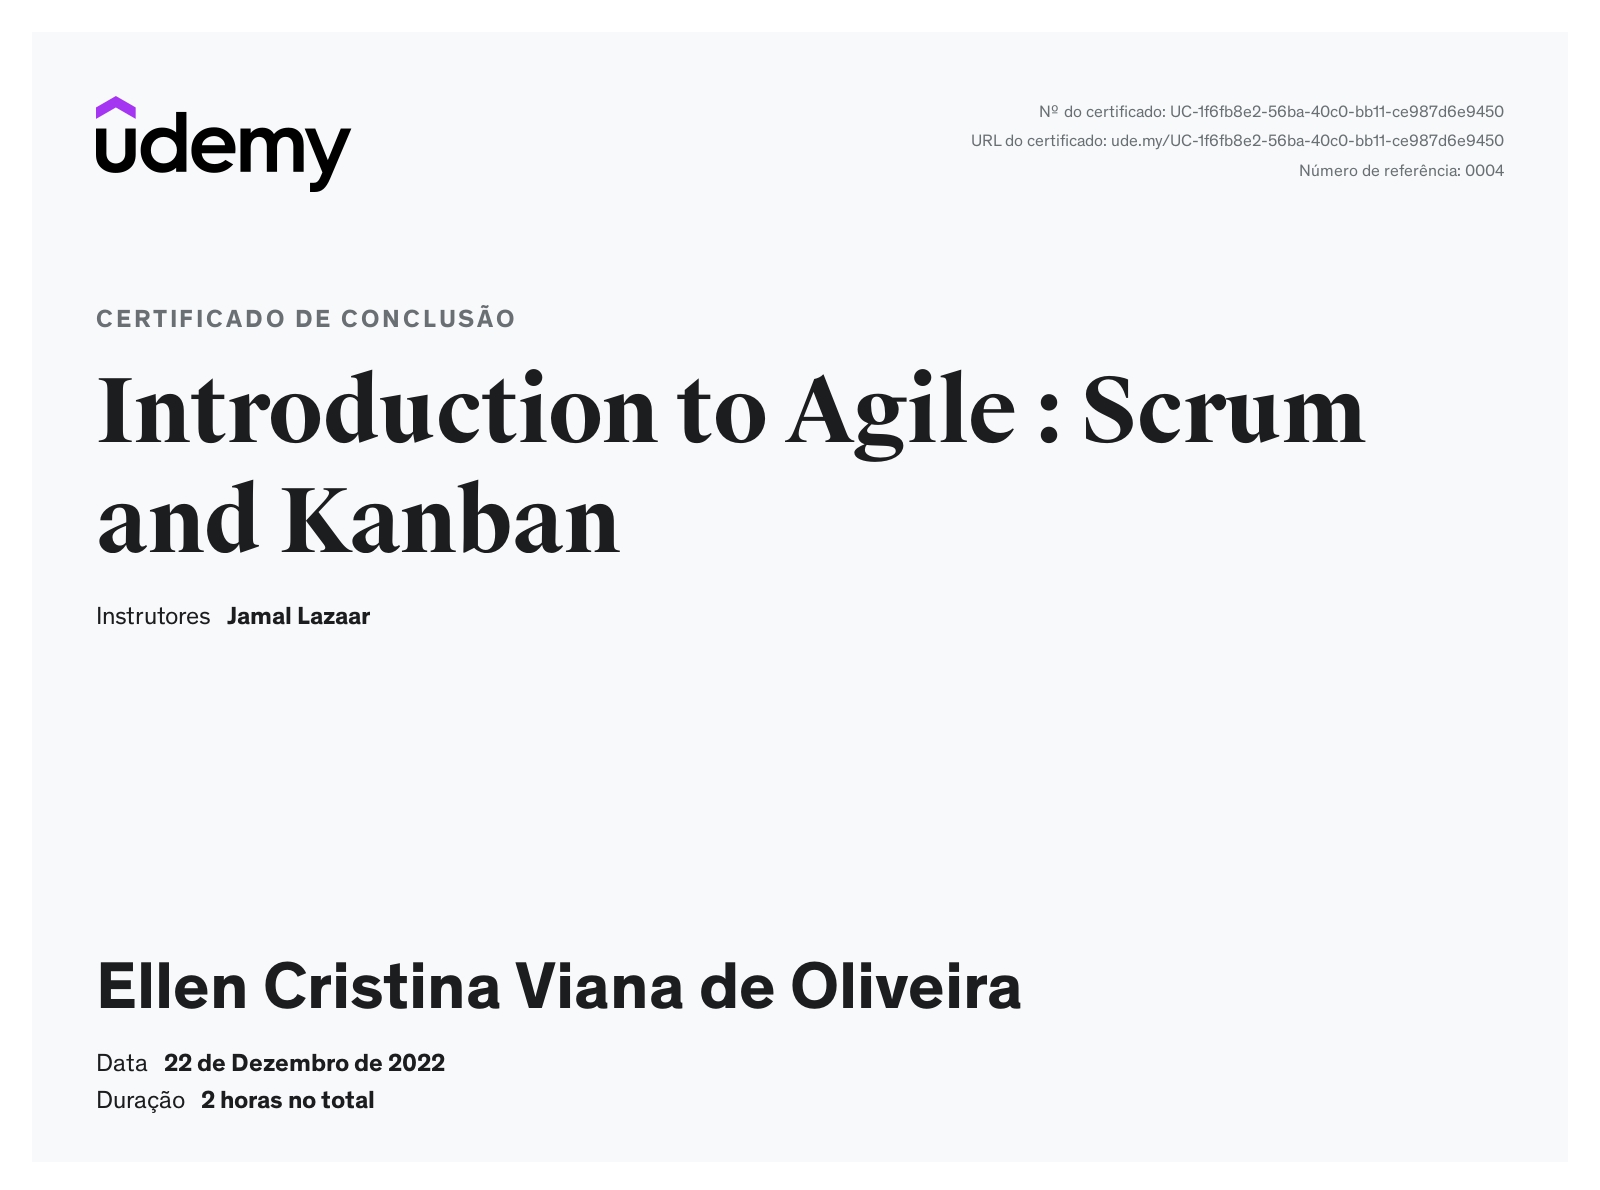 udemy
Nº do certificado: UC-1f6fb8e2-56ba-40c0-bb11-ce987d6e9450
URL do certificado: ude.my/UC-1f6fb8e2-56ba-40c0-bb11-ce987d6e9450
Número de referência: 0004
CERTIFICADO DE CONCLUSÃO
Introduction to Agile : Scrum
and Kanban
Instrutores Jamal Lazaar
Ellen Cristina Viana de Oliveira
Data 22 de Dezembro de 2022
Duração 2 horas no total